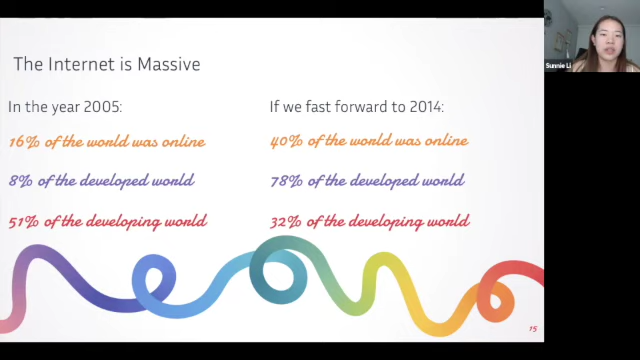 The Internet is Massive
In the year 2005:
16% of the world was online
8% of the developed world
51% of the developing world
If we fast forward to 2014:
40% of the world was online
78% of the developed world
32% of the developing world
15
Sunnie Li